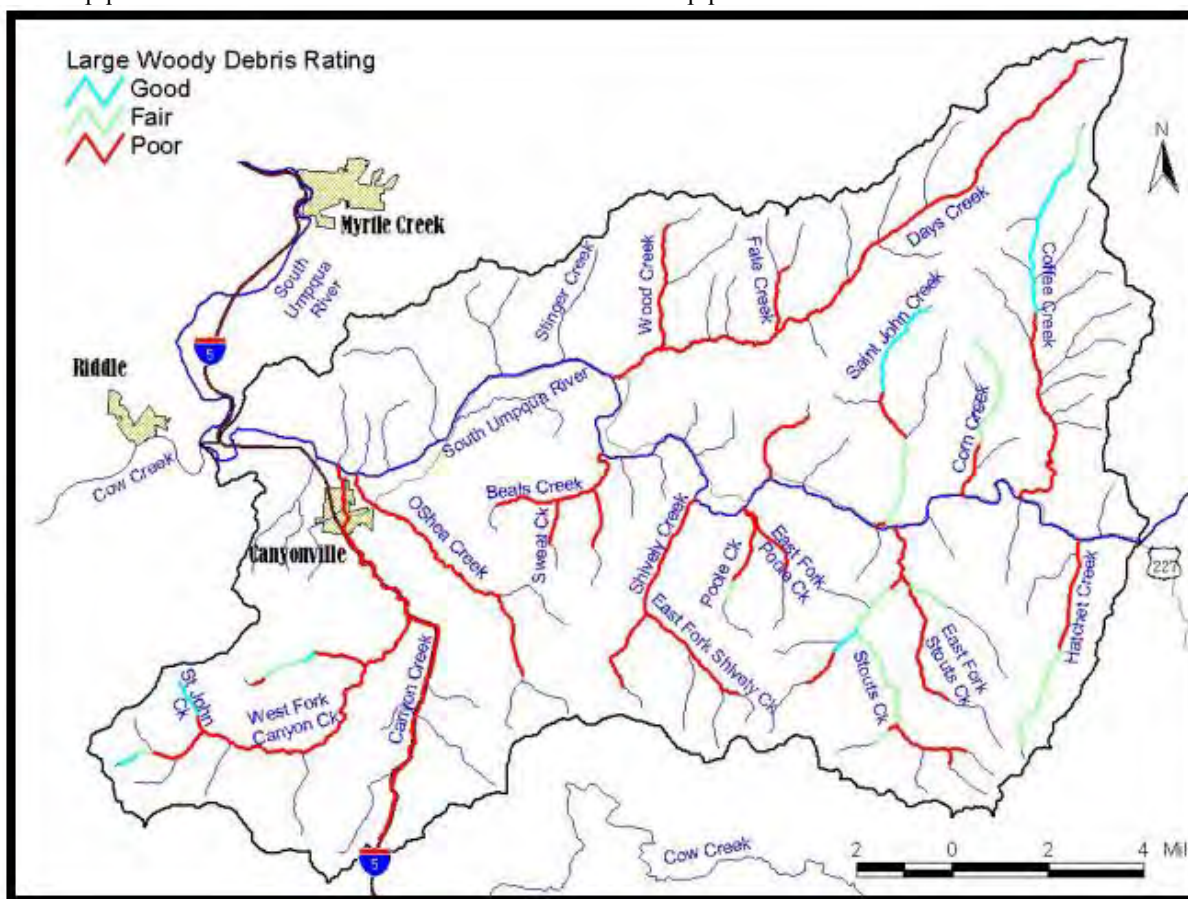 Large Woody Debris Rating
Good
Fair
Poor
N
Myrtle Creek
South
Umpqua
River
5
Riddle
Cow Creek
Canyonville
Stinger Creek
Wood Creek
Fate Creek
Days Creek
Coffee Creek
Saint John Creek
Corn Creek
South Umpqua River
Beals Creek
Sweat Ck
OShea Creek
Shively Creek
East Fork Shively Ck
Poole Ck
East Fork
Poole Ck
Stouts Ck
East Fork
Stouts Ck
Hatchet Creek
227
St John
Ck
West Fork
Canyon Ck
Canyon Creek
5
Cow Creek
2 0 2 4 Mil